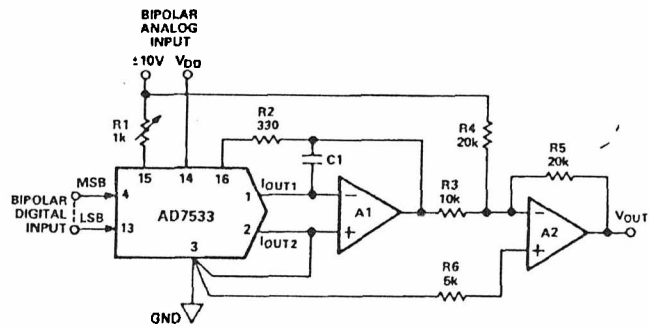 BIPOLAR
ANALOG
INPUT
±10V VDD
R1
1k
R2
330
C1
R4
20k
R5
20k
15 14 16
MSB
4
BIPOLAR
DIGITAL
INPUT
LSB
13
AD7533
1
IOUT1
2
IOUT2
3
−
A1
+
R3
10k
−
A2
+
VOUT
R6
5k
GND